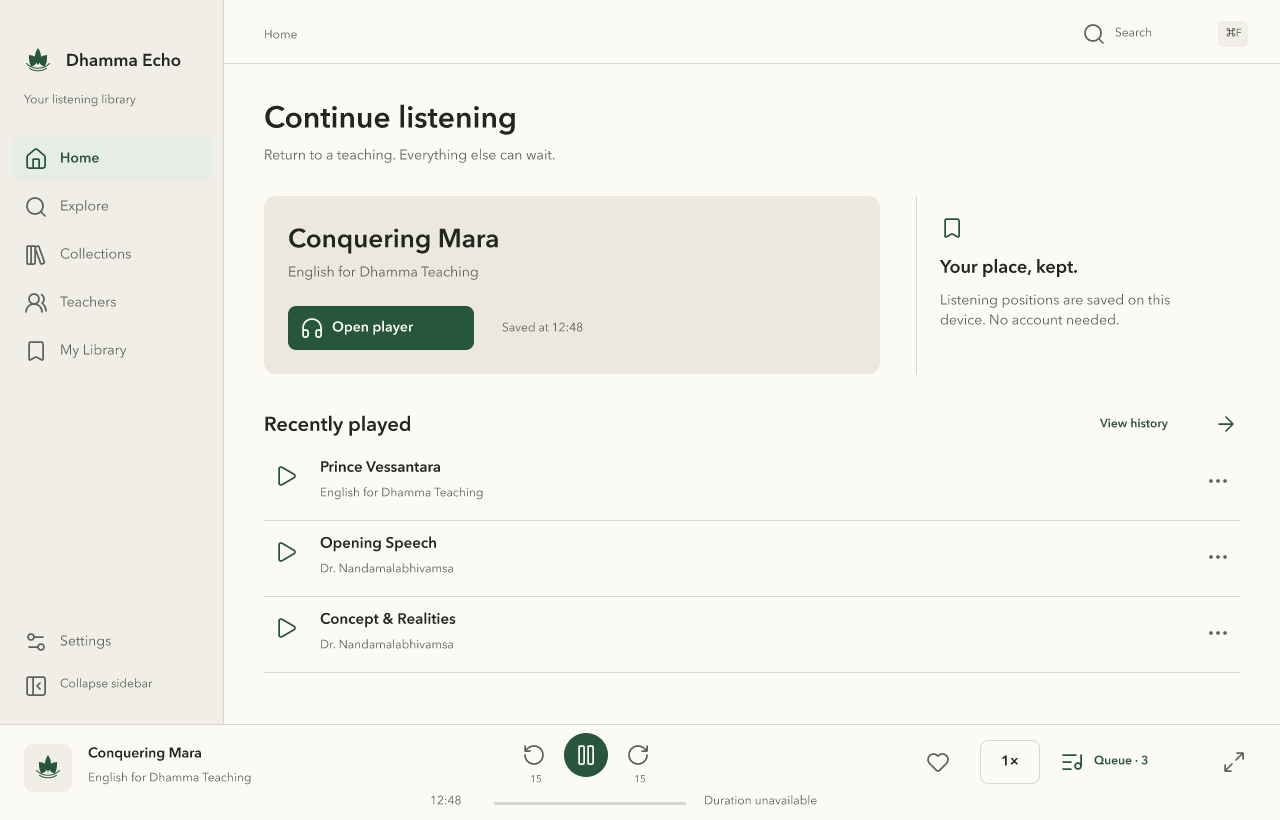 Dhamma Echo
Your listening library
Home
Explore
Collections
Teachers
My Library
Settings
Collapse sidebar
Home
Search
⌘F
Continue listening
Return to a teaching. Everything else can wait.
Conquering Mara
English for Dhamma Teaching
Open player
Saved at 12:48
Your place, kept.
Listening positions are saved on this
device. No account needed.
Recently played
View history
Prince Vessantara
English for Dhamma Teaching
Opening Speech
Dr. Nandamalabhivamsa
Concept & Realities
Dr. Nandamalabhivamsa
Conquering Mara
English for Dhamma Teaching
15
15
12:48
Duration unavailable
1×
Queue · 3